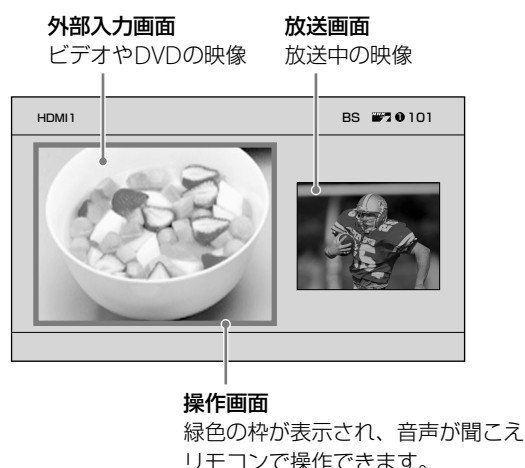 外部入力画面
ビデオやDVDの映像
放送画面
放送中の映像
HDMI1
BS ❶101
操作画面
緑色の枠が表示され、音声が聞こえ
リモコンで操作できます。